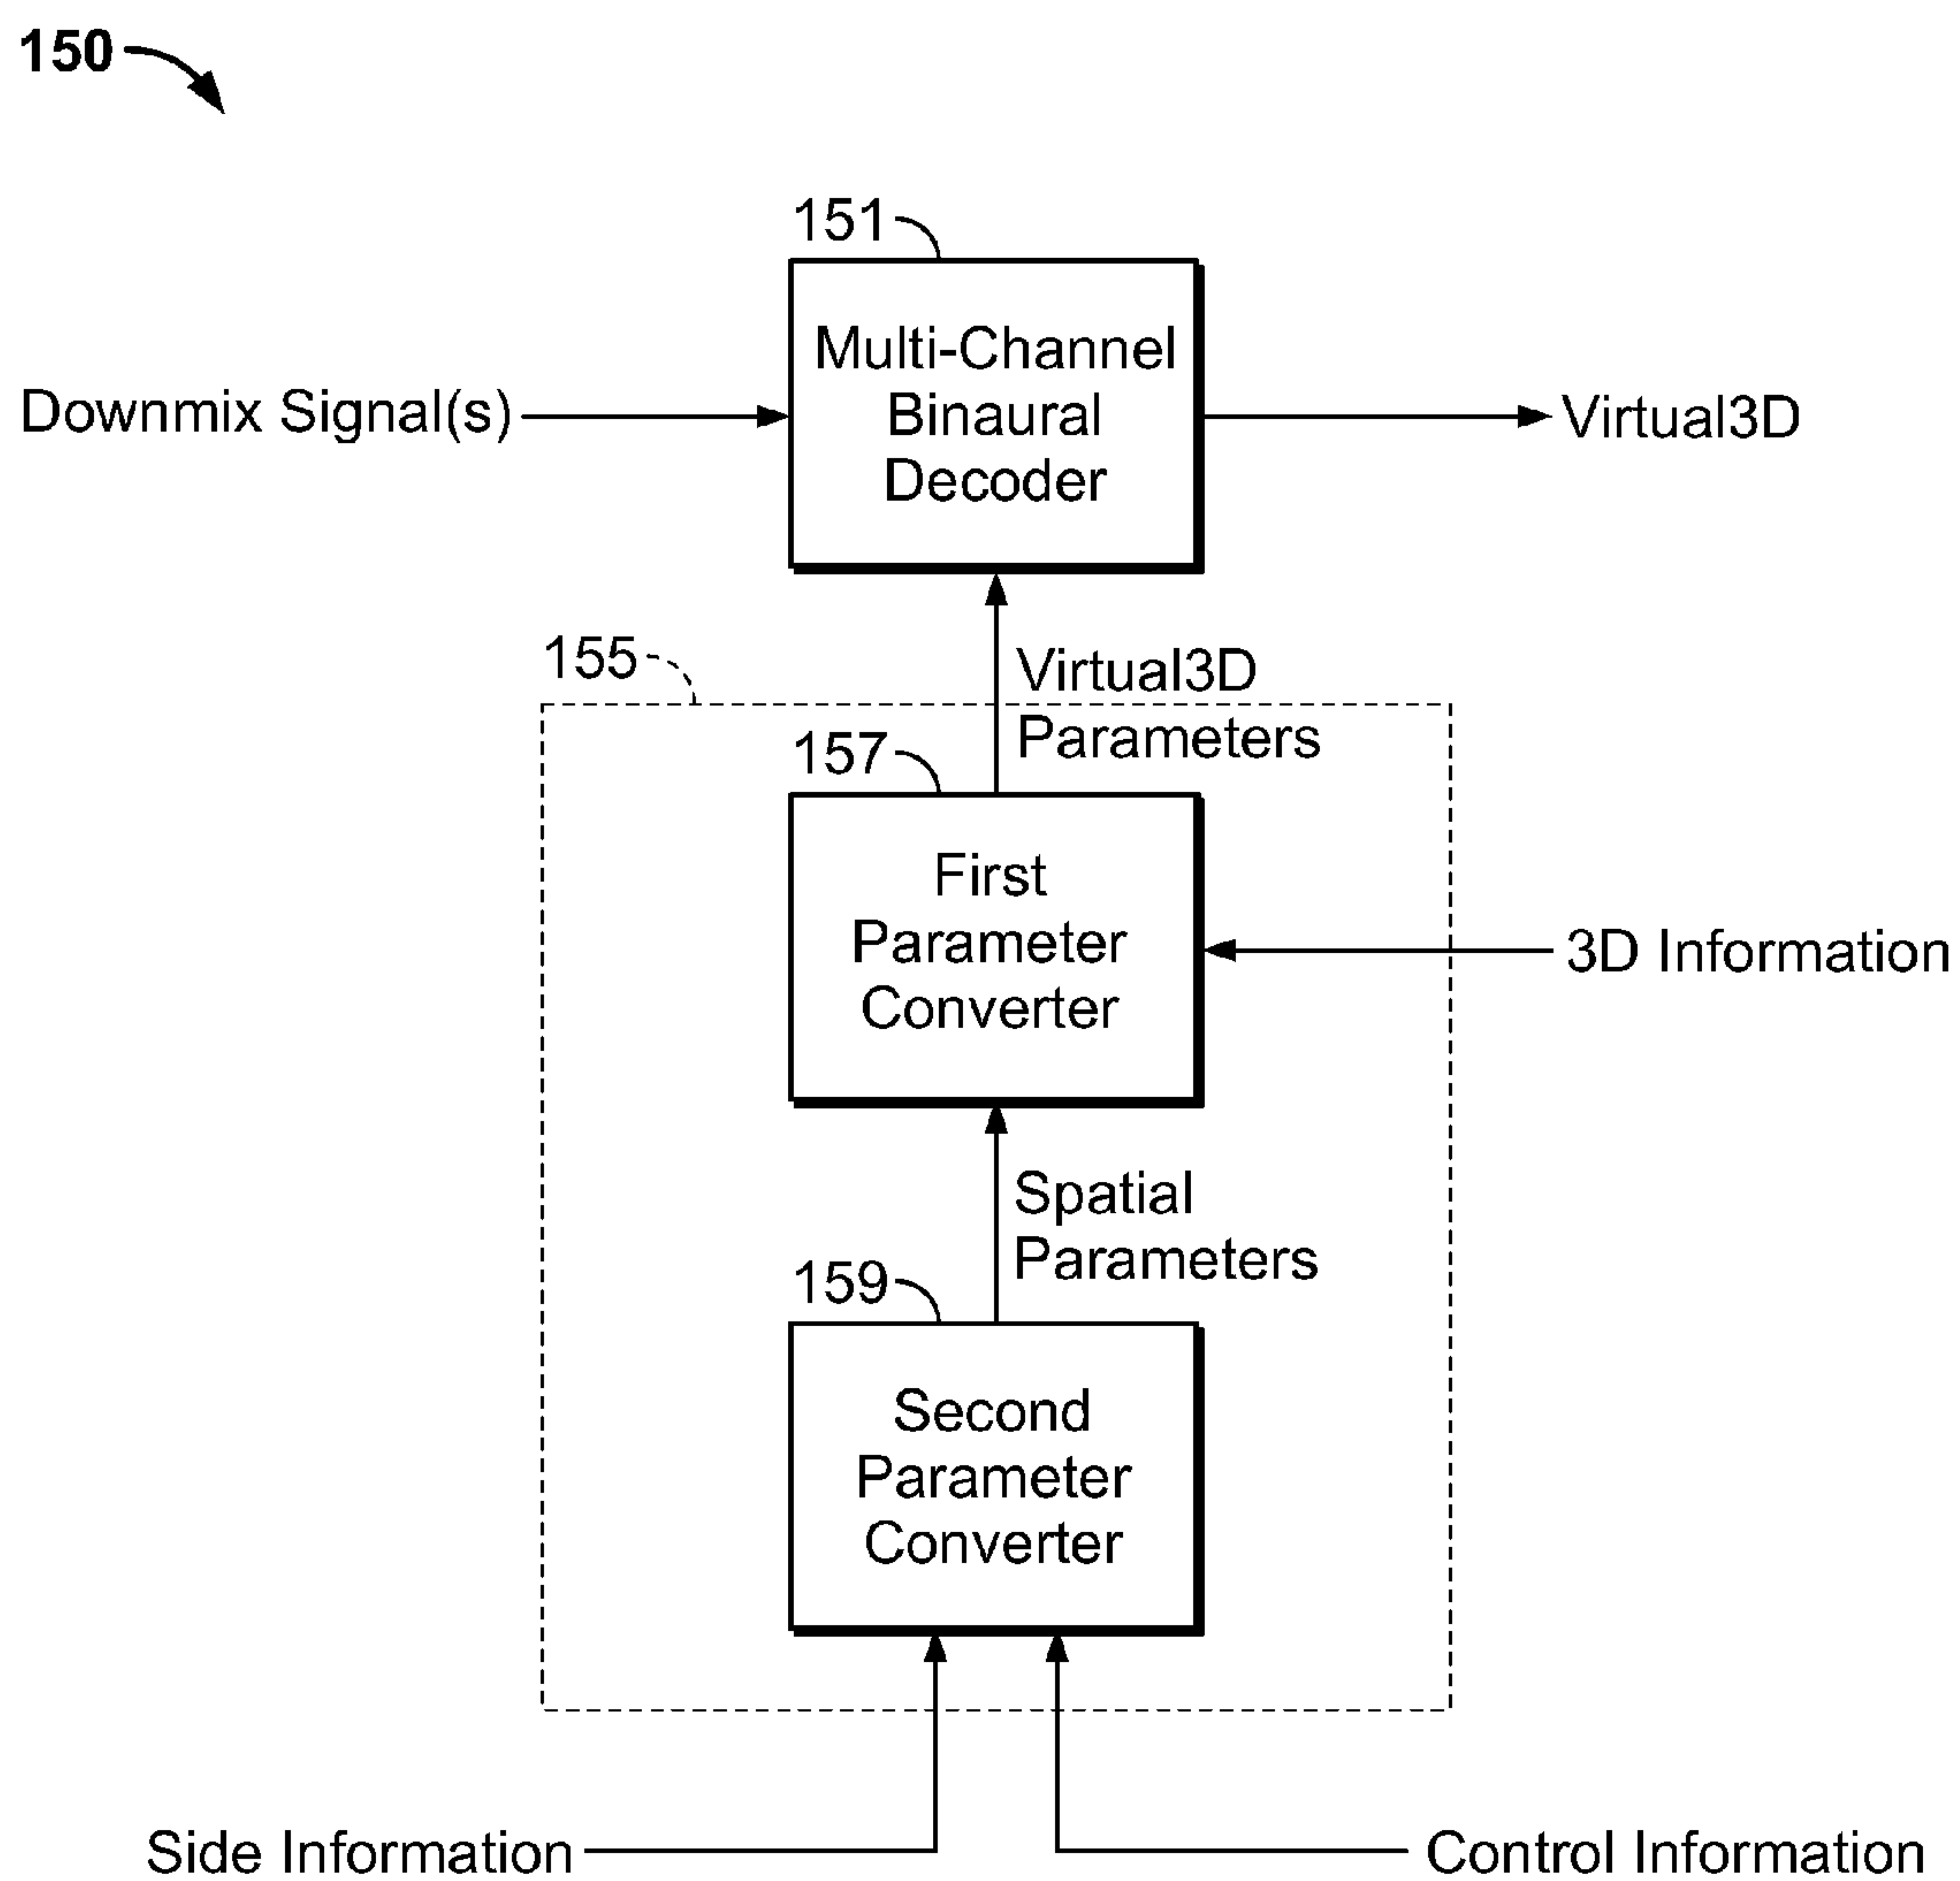 150
151
Multi-Channel
Binaural
Decoder
Downmix Signal(s)
Virtual3D
155
Virtual3D
Parameters
157
First
Parameter
Converter
3D Information
Spatial
Parameters
159
Second
Parameter
Converter
Side Information
Control Information